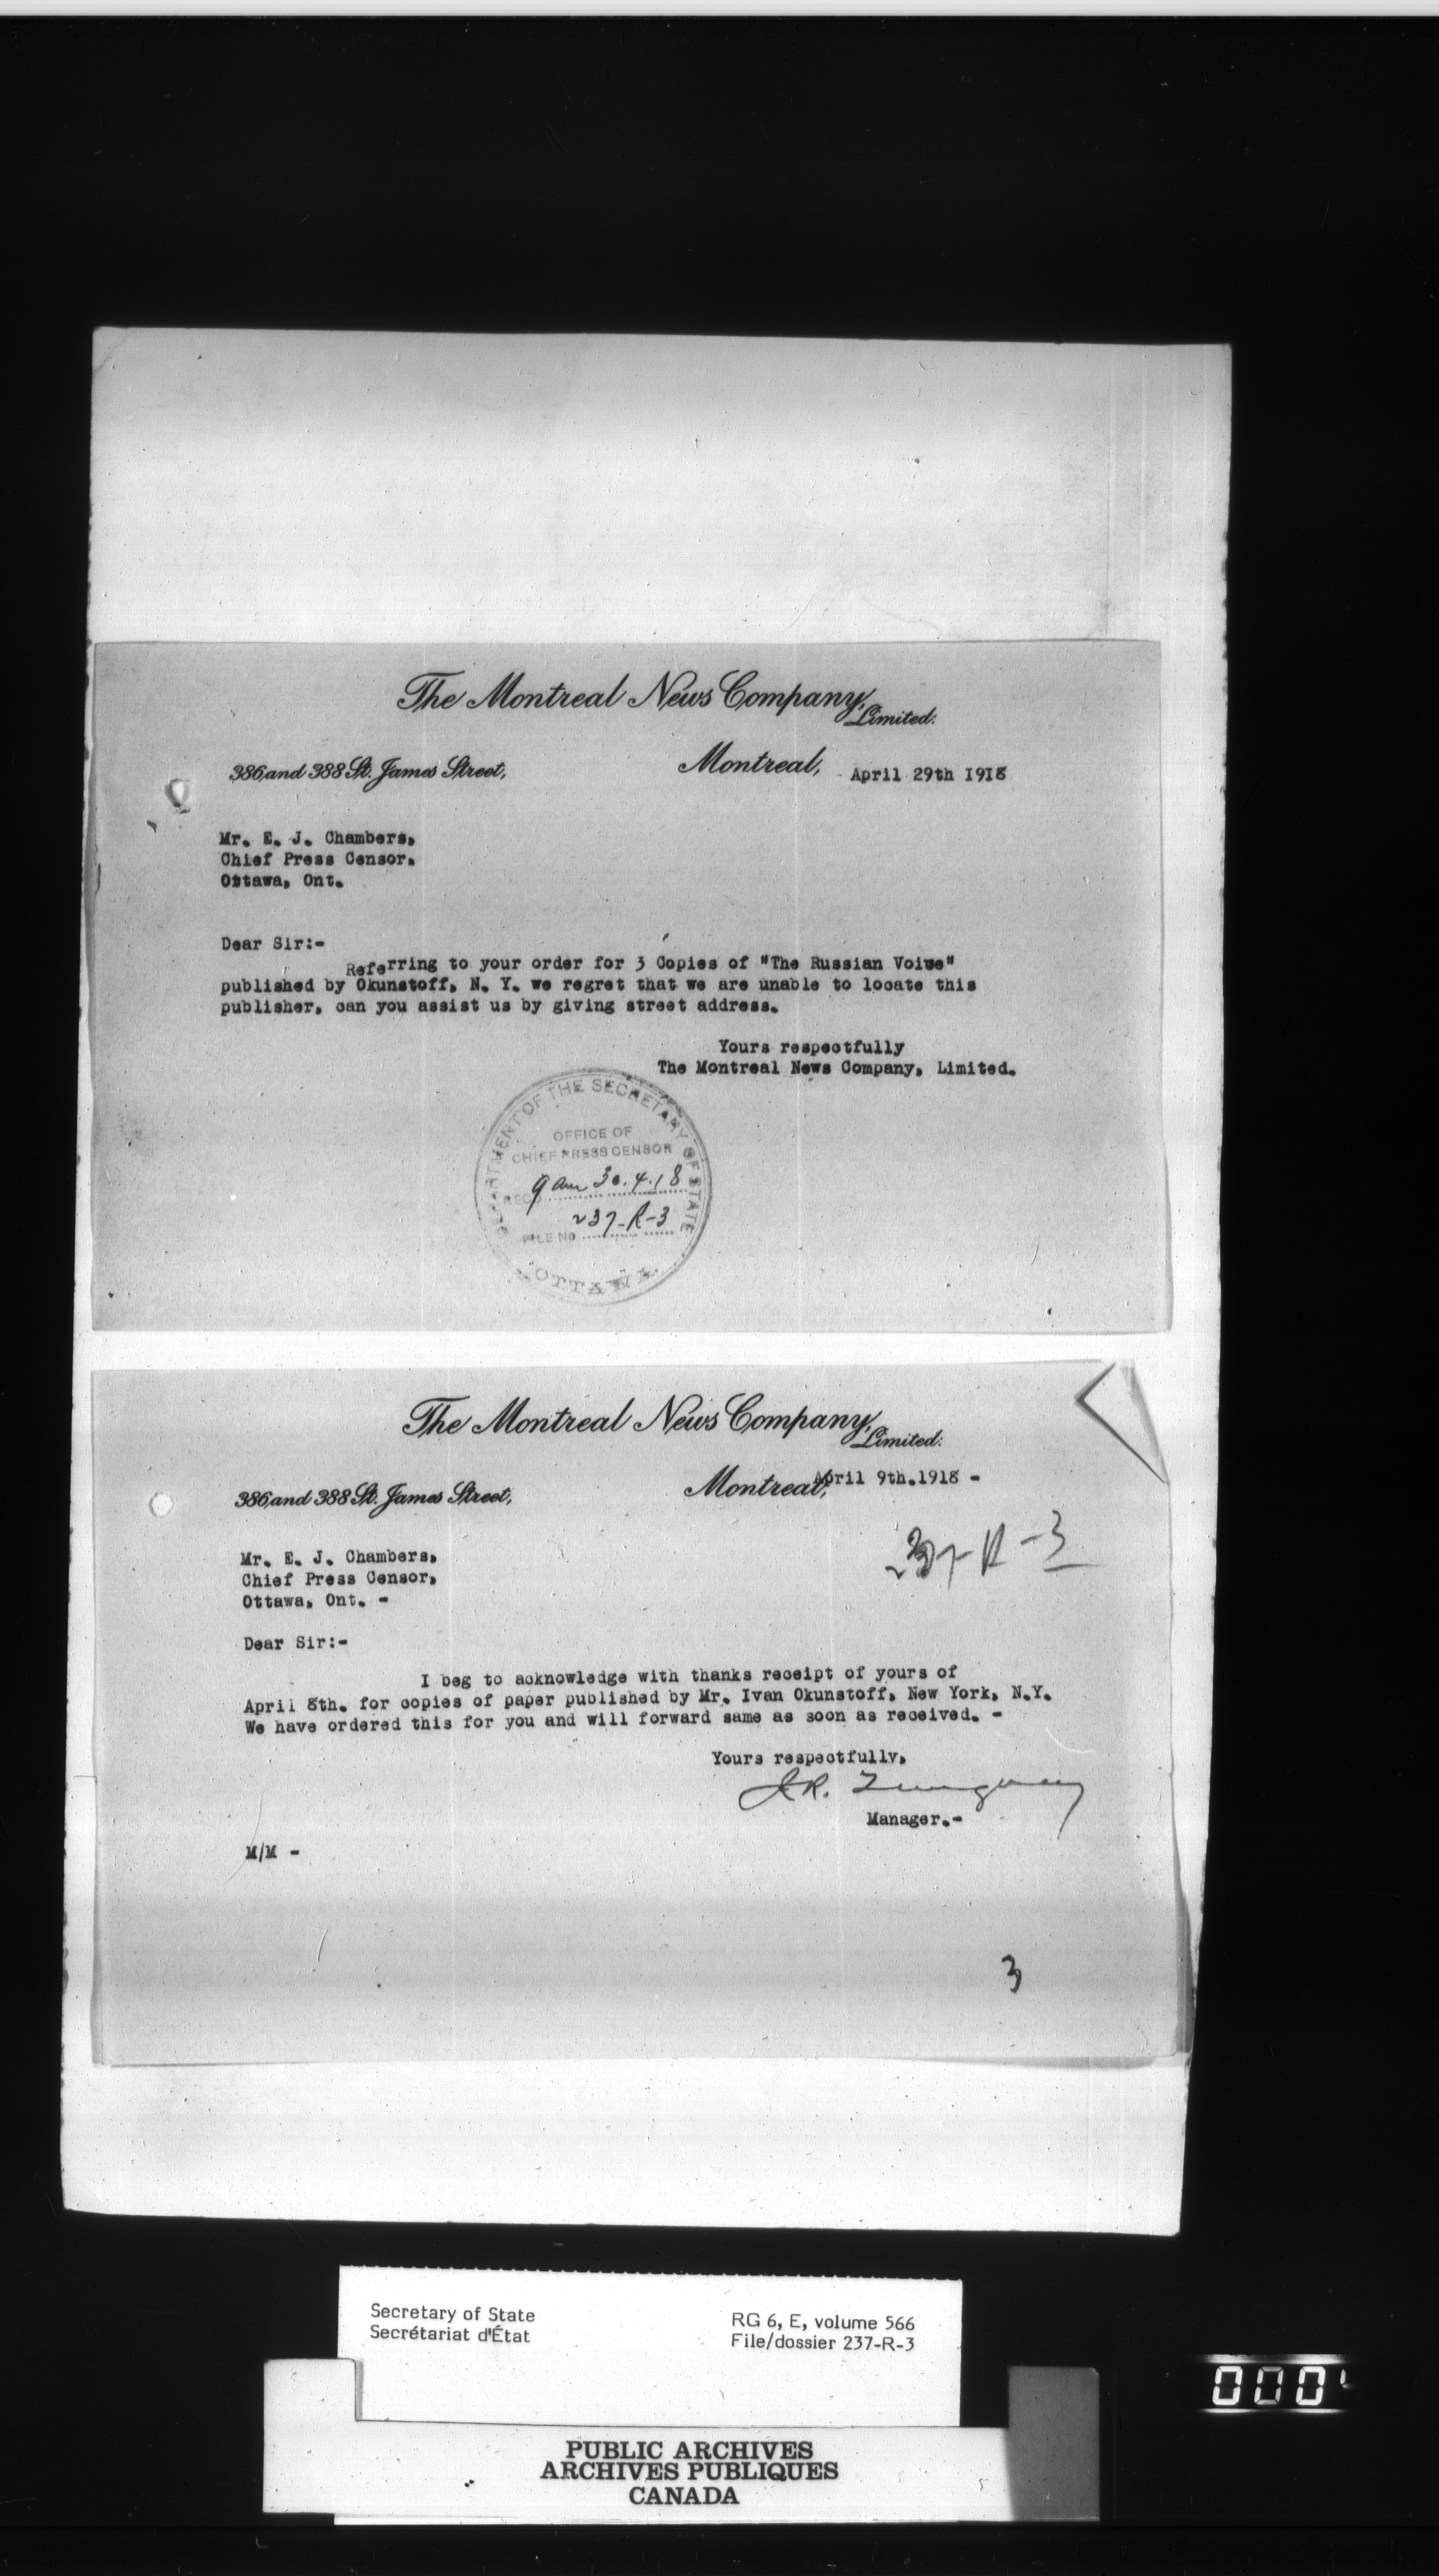 The Montreal News Company,
Limited.
386 and 388 St. James Street,
Montreal, April 29th 1918
Mr. E. J. Chambers,
Chief Press Censor.
Ottawa, Ont.
Dear Sir:-
Referring to your order for 3 Copies of "The Russian Voice"
published by Okunstoff, N. Y. we regret that we are unable to locate this
publisher, can you assist us by giving street address.
Yours respectfully
The Montreal News Company, Limited.
DEPARTMENT OF THE SECRETARY OF STATE
OFFICE OF
CHIEF PRESS CENSOR
RECD 9 am 30.4.18
FILE NO 237-R-3
OTTAWA
The Montreal News Company,
Limited.
Montreal, April 9th.1918 -
386 and 388 St. James Street,
237-R-3
Mr. E. J. Chambers,
Chief Press Censor,
Ottawa, Ont. -
Dear Sir:-
I beg to acknowledge with thanks receipt of yours of
April 8th. for copies of paper published by Mr. Ivan Okunstoff, New York, N.Y.
We have ordered this for you and will forward same as soon as received. -
Yours respectfully,
Manager.-
M/M -
3
Secretary of State
Secrétariat d'État
RG 6, E, volume 566
File/dossier 237-R-3
000
PUBLIC ARCHIVES
ARCHIVES PUBLIQUES
CANADA